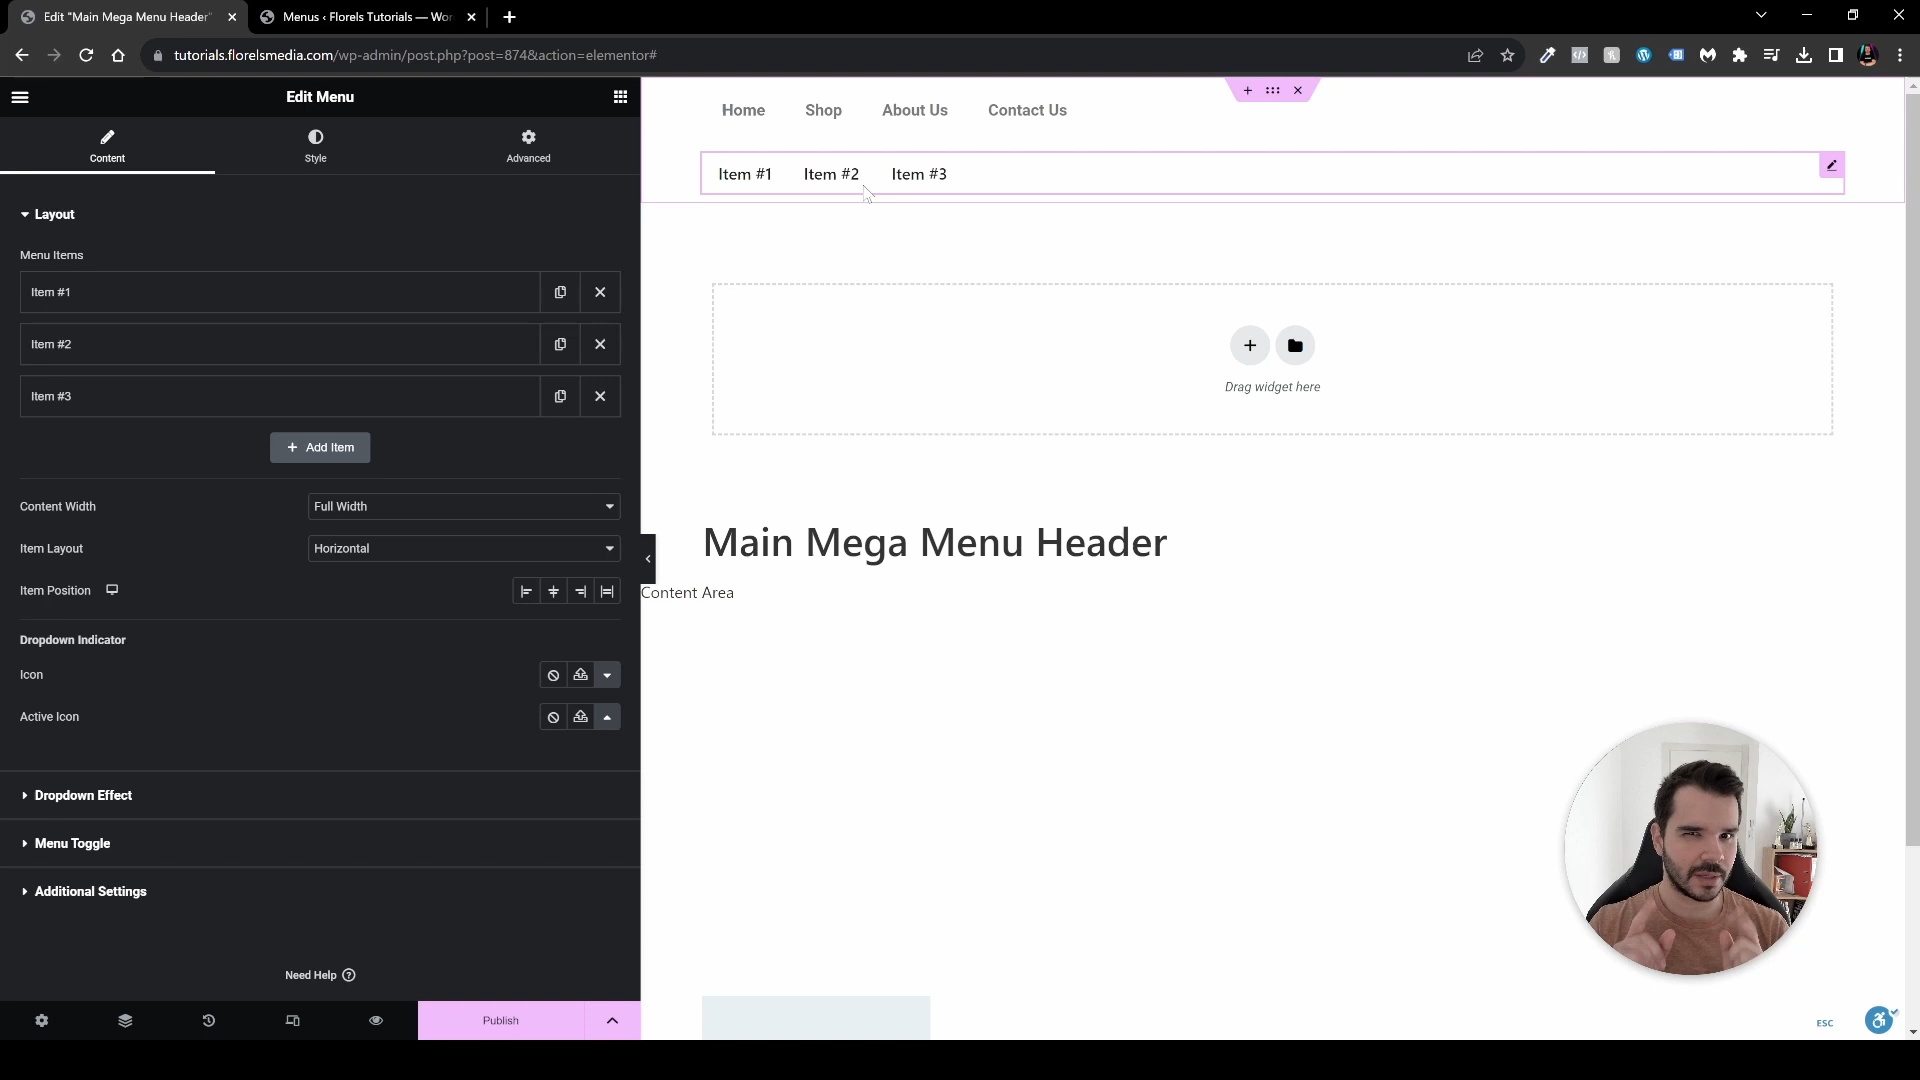 Edit "Main Mega Menu Header"
Menus ‹ Florels Tutorials — Wor
tutorials.florelsmedia.com/wp-admin/post.php?post=874&action=elementor#
Edit Menu
Content
Style
Advanced
Layout
Menu Items
Item #1
Item #2
Item #3
Add Item
Content Width
Full Width
Item Layout
Horizontal
Item Position
Dropdown Indicator
Icon
Active Icon
Dropdown Effect
Menu Toggle
Additional Settings
Need Help
Publish
Home Shop About Us Contact Us
Item #1 Item #2 Item #3
Drag widget here
Main Mega Menu Header
Content Area
ESC